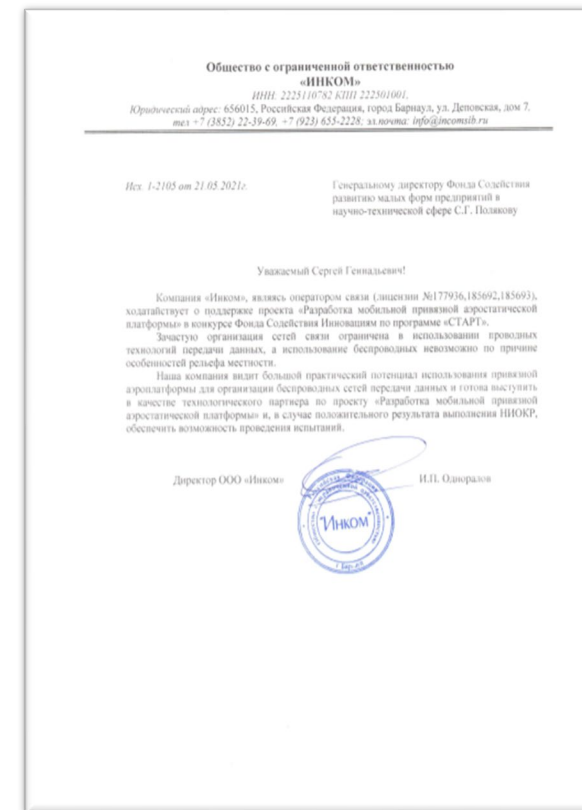 Общество с ограниченной ответственностью
«ИНКОМ»
ИНН: 2225110782 КПП 222501001,
Юридический адрес: 656015, Российская Федерация, город Барнаул, ул. Деповская, дом 7,
тел +7 (3852) 22-39-69, +7 (923) 655-2228; эл.почта: info@incomsib.ru
Исх. 1-2105 от 21.05.2021г.
Генеральному директору Фонда Содействия
развитию малых форм предприятий в
научно-технической сфере С.Г. Полякову
Уважаемый Сергей Геннадьевич!
Компания «Инком», являясь оператором связи (лицензии №177936,185692,185693),
ходатайствует о поддержке проекта «Разработка мобильной привязной аэростатической
платформы» в конкурсе Фонда Содействия Инновациям по программе «СТАРТ».
Зачастую организация сетей связи ограничена в использовании проводных
технологий передачи данных, а использование беспроводных невозможно по причине
особенностей рельефа местности.
Наша компания видит большой практический потенциал использования привязной
аэроплатформы для организации беспроводных сетей передачи данных и готова выступить
в качестве технологического партнера по проекту «Разработка мобильной привязной
аэростатической платформы» и, в случае положительного результата выполнения НИОКР,
обеспечить возможность проведения испытаний.
Директор ООО «Инком»
И.П. Одноралов
"Инком"